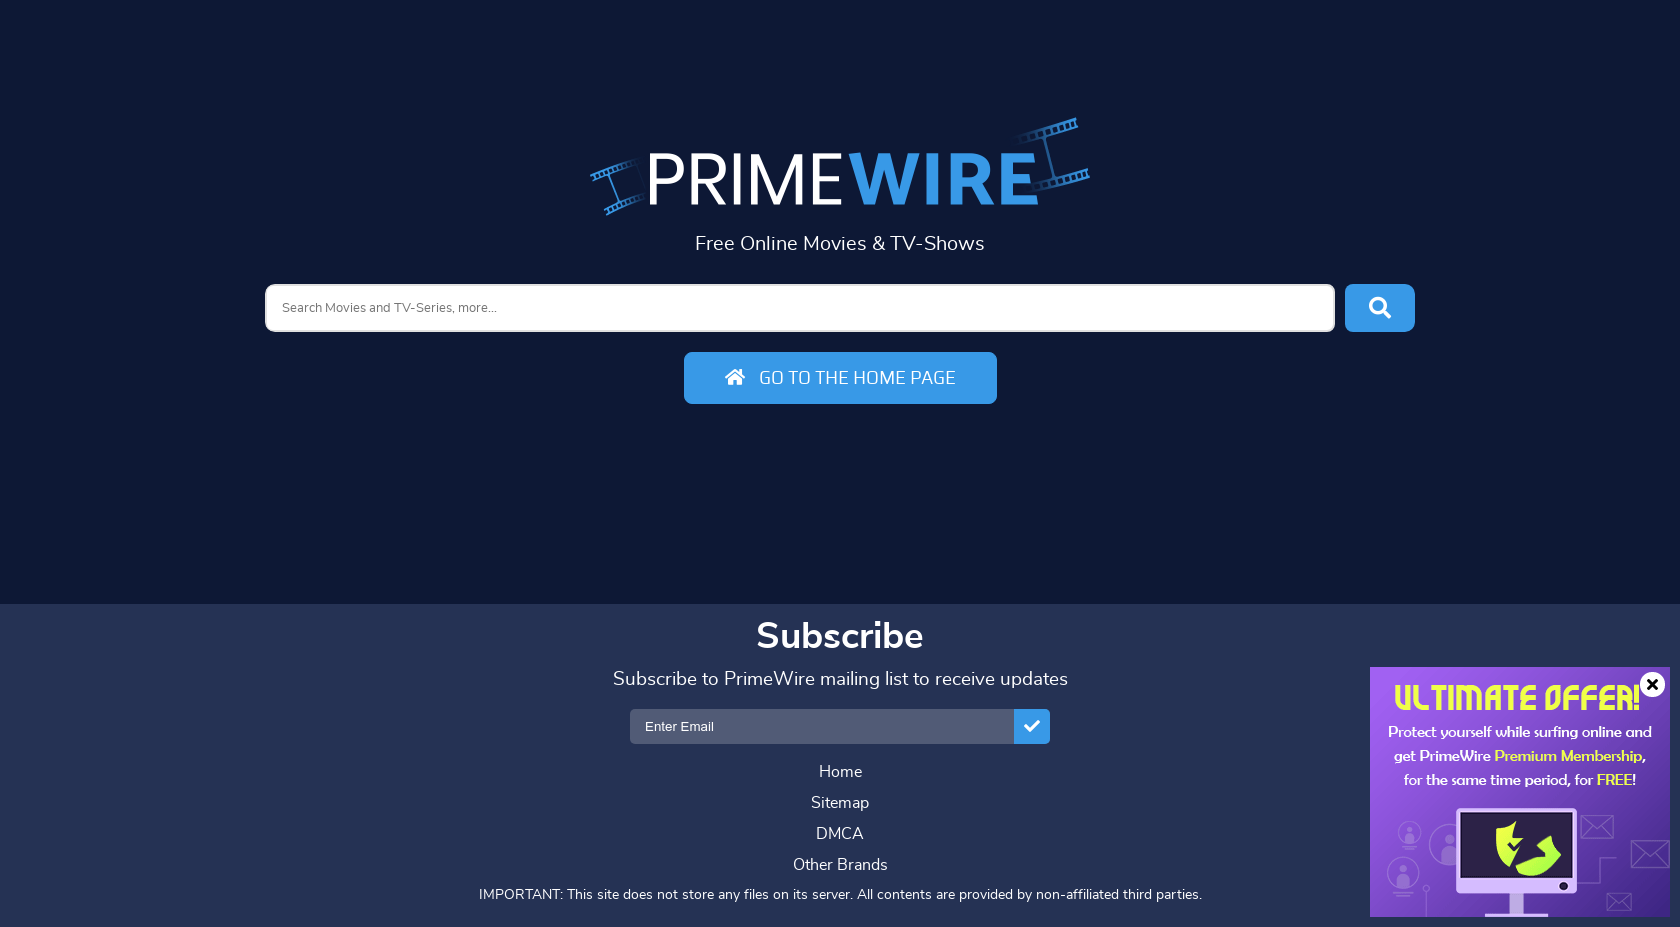 PRIMEWIRE
Free Online Movies & TV-Shows
Search Movies and TV-Series, more...
GO TO THE HOME PAGE
Subscribe
Subscribe to PrimeWire mailing list to receive updates
Enter Email
Home
Sitemap
DMCA
Other Brands
IMPORTANT: This site does not store any files on its server. All contents are provided by non-affiliated third parties.
ULTIMATE OFFER!
Protect yourself while surfing online and
get PrimeWire Premium Membership,
for the same time period, for FREE!